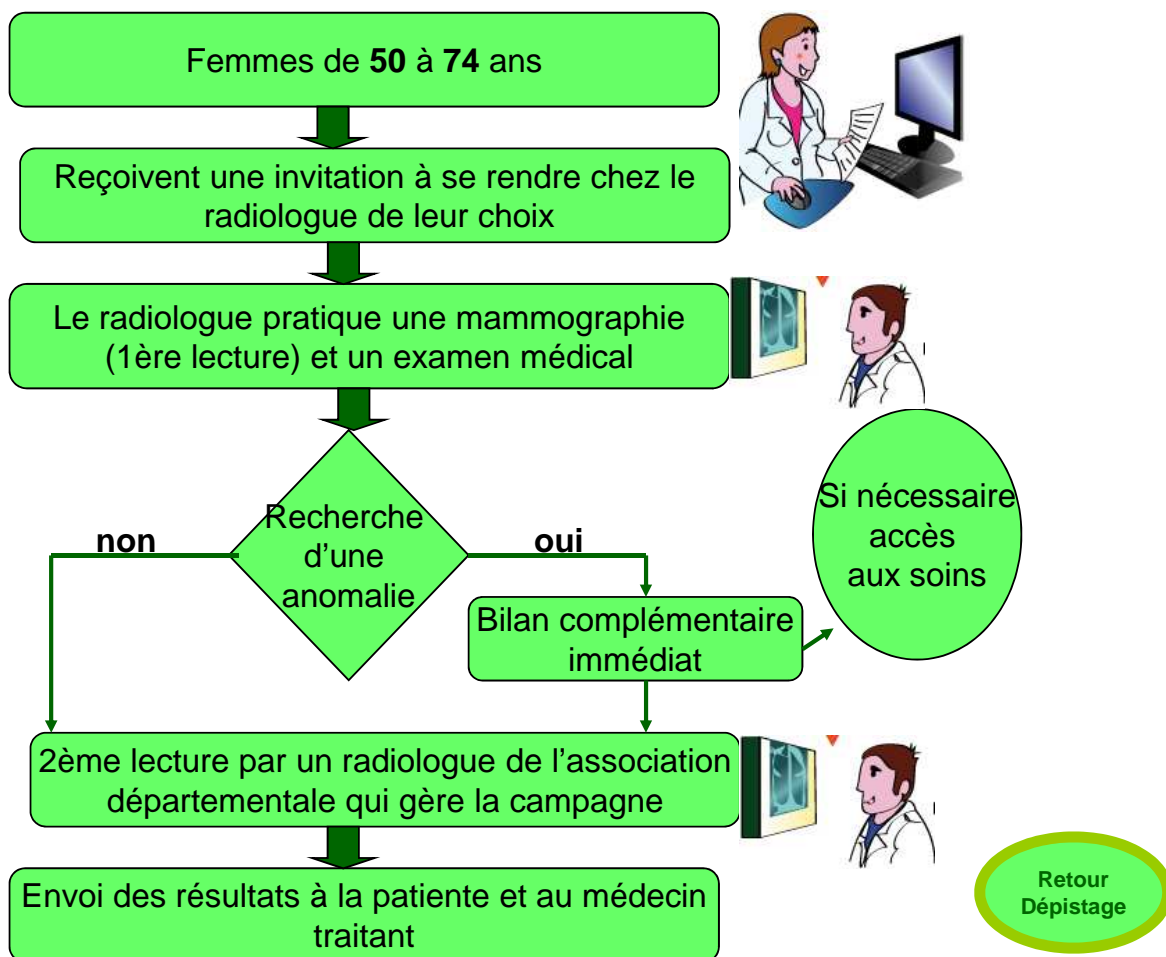 Femmes de 50 à 74 ans
Reçoivent une invitation à se rendre chez le
radiologue de leur choix
Le radiologue pratique une mammographie
(1ère lecture) et un examen médical
Recherche
d’une
anomalie
non
oui
Si nécessaire
accès
aux soins
Bilan complémentaire
immédiat
2ème lecture par un radiologue de l’association
départementale qui gère la campagne
Envoi des résultats à la patiente et au médecin
traitant
Retour
Dépistage